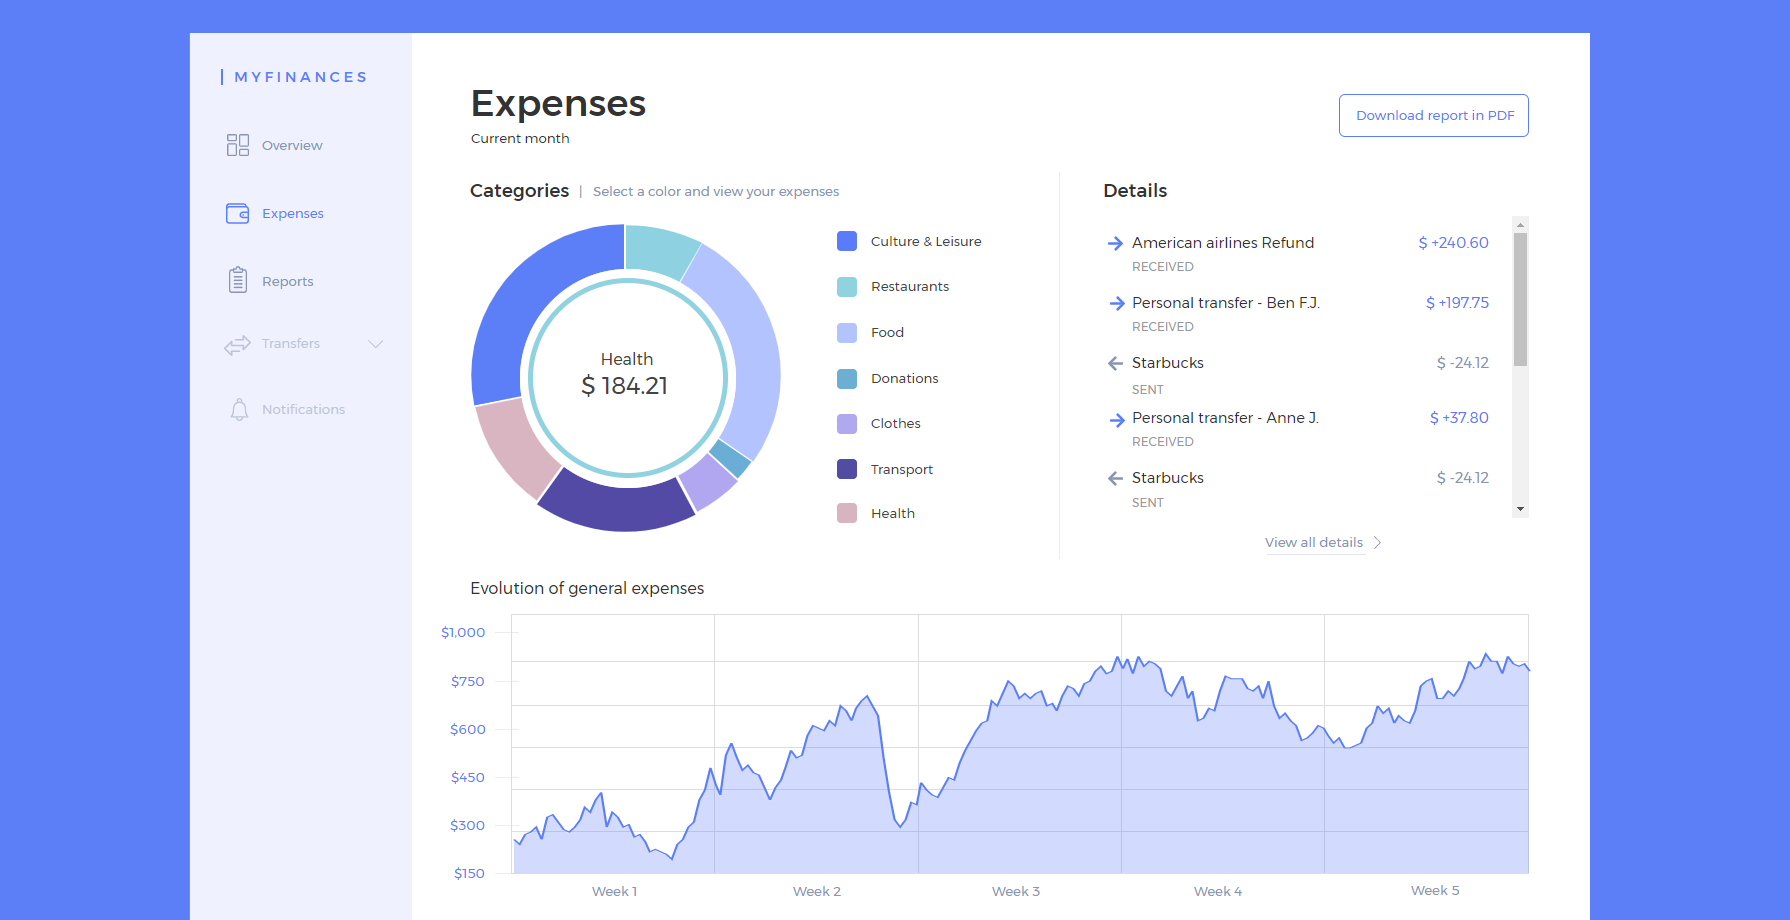 MYFINANCES
Overview
Expenses
Reports
Transfers
Notifications
Expenses
Current month
Download report in PDF
Categories | Select a color and view your expenses
Health
$ 184.21
Culture & Leisure
Restaurants
Food
Donations
Clothes
Transport
Health
Details
American airlines Refund $ +240.60
RECEIVED
Personal transfer - Ben F.J. $ +197.75
RECEIVED
Starbucks $ -24.12
SENT
Personal transfer - Anne J. $ +37.80
RECEIVED
Starbucks $ -24.12
SENT
View all details
Evolution of general expenses
$1,000
$750
$600
$450
$300
$150
Week 1 Week 2 Week 3 Week 4 Week 5